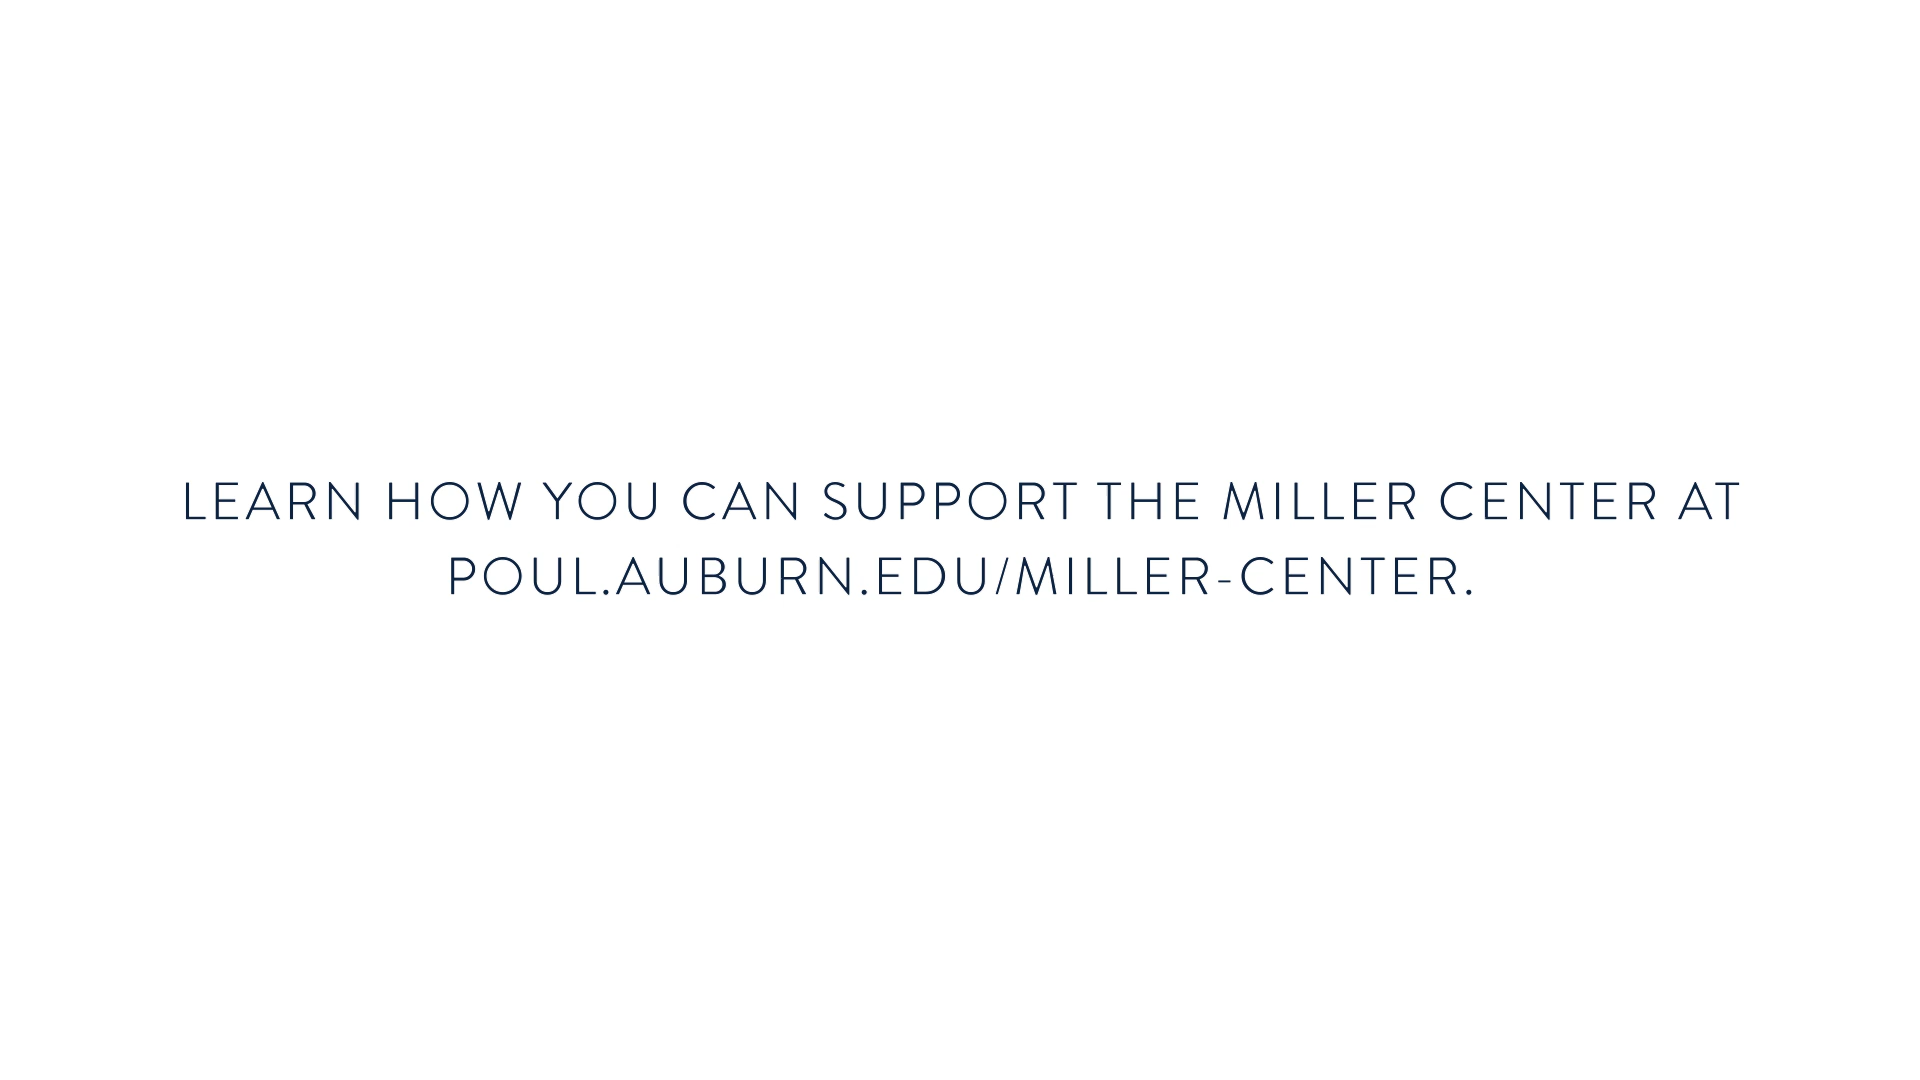 LEARN HOW YOU CAN SUPPORT THE MILLER CENTER AT
POUL.AUBURN.EDU/MILLER-CENTER.